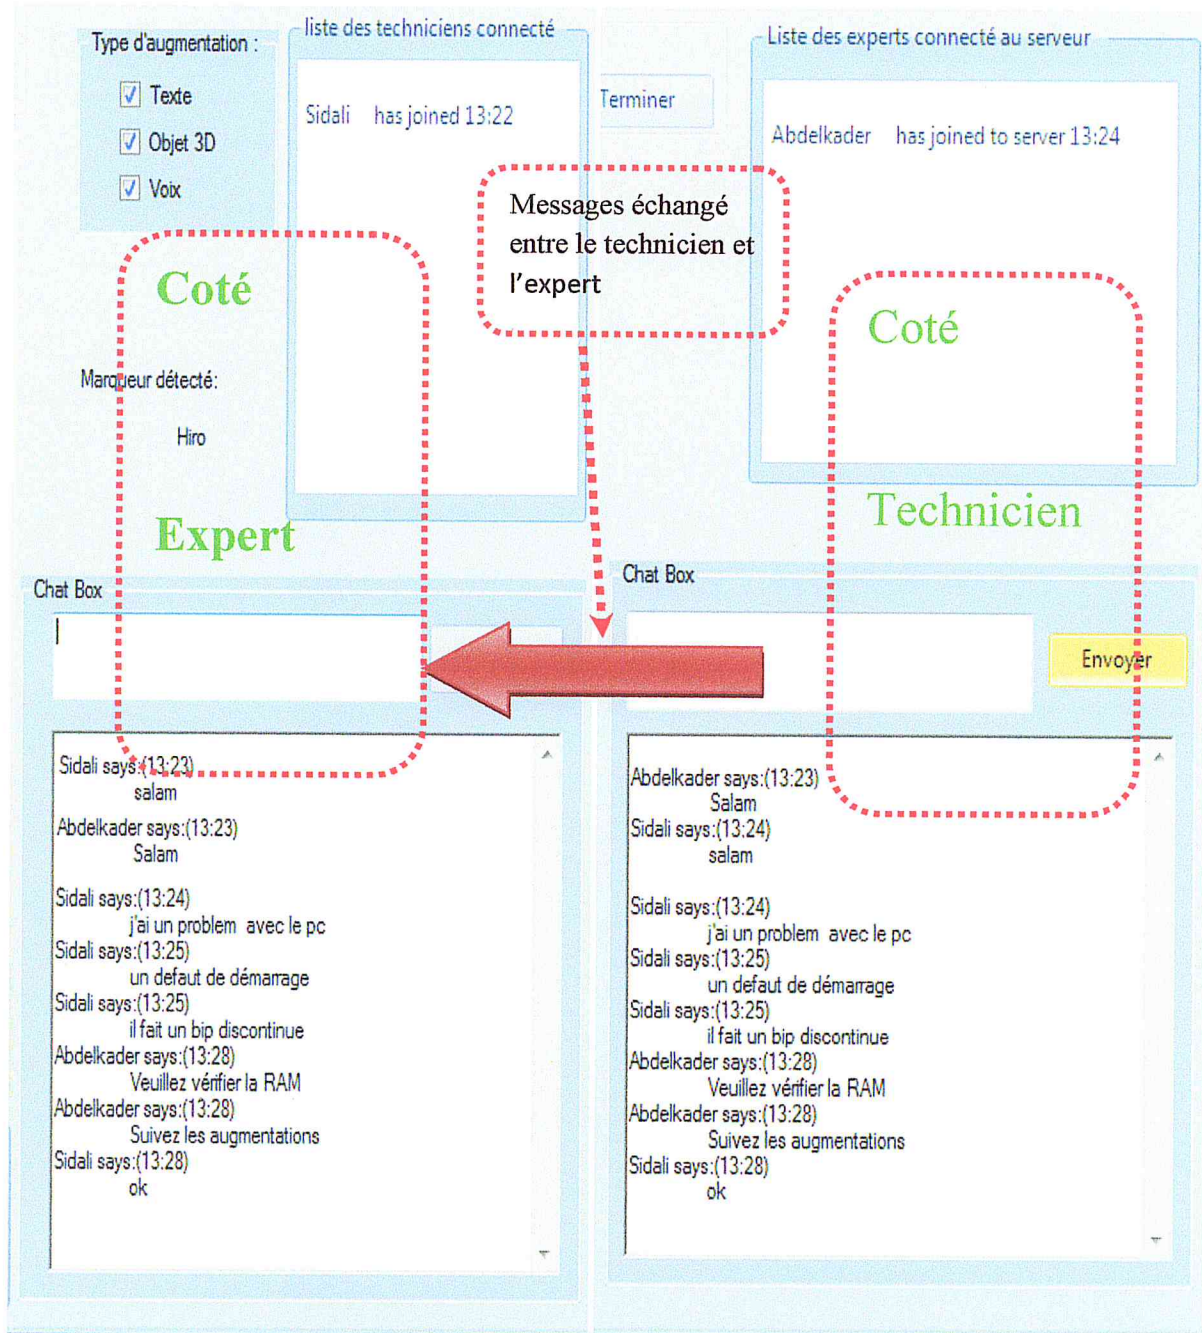 Type d'augmentation :
Texte
Objet 3D
Voix
liste des techniciens connecté
Sidali has joined 13:22
Terminer
Liste des experts connecté au serveur
Abdelkader has joined to server 13:24
Messages échangé
entre le technicien et
l'expert
Coté
Expert
Marqueur détecté:
Hiro
Coté
Technicien
Chat Box
Sidali says:(13:23)
salam
Abdelkader says:(13:23)
Salam
Sidali says:(13:24)
j'ai un problem avec le pc
Sidali says:(13:25)
un defaut de démarrage
Sidali says:(13:25)
il fait un bip discontinue
Abdelkader says:(13:28)
Veuillez vérifier la RAM
Abdelkader says:(13:28)
Suivez les augmentations
Sidali says:(13:28)
ok
Chat Box
Envoyer
Abdelkader says:(13:23)
Salam
Sidali says:(13:24)
salam
Sidali says:(13:24)
j'ai un problem avec le pc
Sidali says:(13:25)
un defaut de démarrage
Sidali says:(13:25)
il fait un bip discontinue
Abdelkader says:(13:28)
Veuillez vérifier la RAM
Abdelkader says:(13:28)
Suivez les augmentations
Sidali says:(13:28)
ok